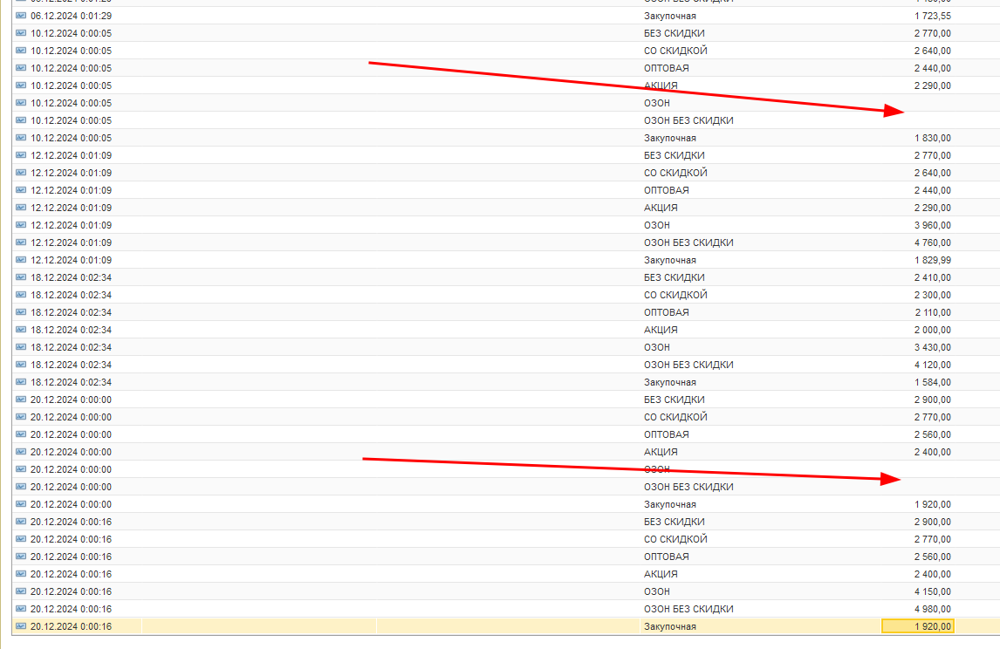 06.12.2024 0:01:29 Закупочная 1 723,55
10.12.2024 0:00:05 БЕЗ СКИДКИ 2 770,00
10.12.2024 0:00:05 СО СКИДКОЙ 2 640,00
10.12.2024 0:00:05 ОПТОВАЯ 2 440,00
10.12.2024 0:00:05 АКЦИЯ 2 290,00
10.12.2024 0:00:05 ОЗОН
10.12.2024 0:00:05 ОЗОН БЕЗ СКИДКИ
10.12.2024 0:00:05 Закупочная 1 830,00
12.12.2024 0:01:09 БЕЗ СКИДКИ 2 770,00
12.12.2024 0:01:09 СО СКИДКОЙ 2 640,00
12.12.2024 0:01:09 ОПТОВАЯ 2 440,00
12.12.2024 0:01:09 АКЦИЯ 2 290,00
12.12.2024 0:01:09 ОЗОН 3 960,00
12.12.2024 0:01:09 ОЗОН БЕЗ СКИДКИ 4 760,00
12.12.2024 0:01:09 Закупочная 1 829,99
18.12.2024 0:02:34 БЕЗ СКИДКИ 2 410,00
18.12.2024 0:02:34 СО СКИДКОЙ 2 300,00
18.12.2024 0:02:34 ОПТОВАЯ 2 110,00
18.12.2024 0:02:34 АКЦИЯ 2 000,00
18.12.2024 0:02:34 ОЗОН 3 430,00
18.12.2024 0:02:34 ОЗОН БЕЗ СКИДКИ 4 120,00
18.12.2024 0:02:34 Закупочная 1 584,00
20.12.2024 0:00:00 БЕЗ СКИДКИ 2 900,00
20.12.2024 0:00:00 СО СКИДКОЙ 2 770,00
20.12.2024 0:00:00 ОПТОВАЯ 2 560,00
20.12.2024 0:00:00 АКЦИЯ 2 400,00
20.12.2024 0:00:00 ОЗОН
20.12.2024 0:00:00 ОЗОН БЕЗ СКИДКИ
20.12.2024 0:00:00 Закупочная 1 920,00
20.12.2024 0:00:16 БЕЗ СКИДКИ 2 900,00
20.12.2024 0:00:16 СО СКИДКОЙ 2 770,00
20.12.2024 0:00:16 ОПТОВАЯ 2 560,00
20.12.2024 0:00:16 АКЦИЯ 2 400,00
20.12.2024 0:00:16 ОЗОН 4 150,00
20.12.2024 0:00:16 ОЗОН БЕЗ СКИДКИ 4 980,00
20.12.2024 0:00:16 Закупочная 1 920,00